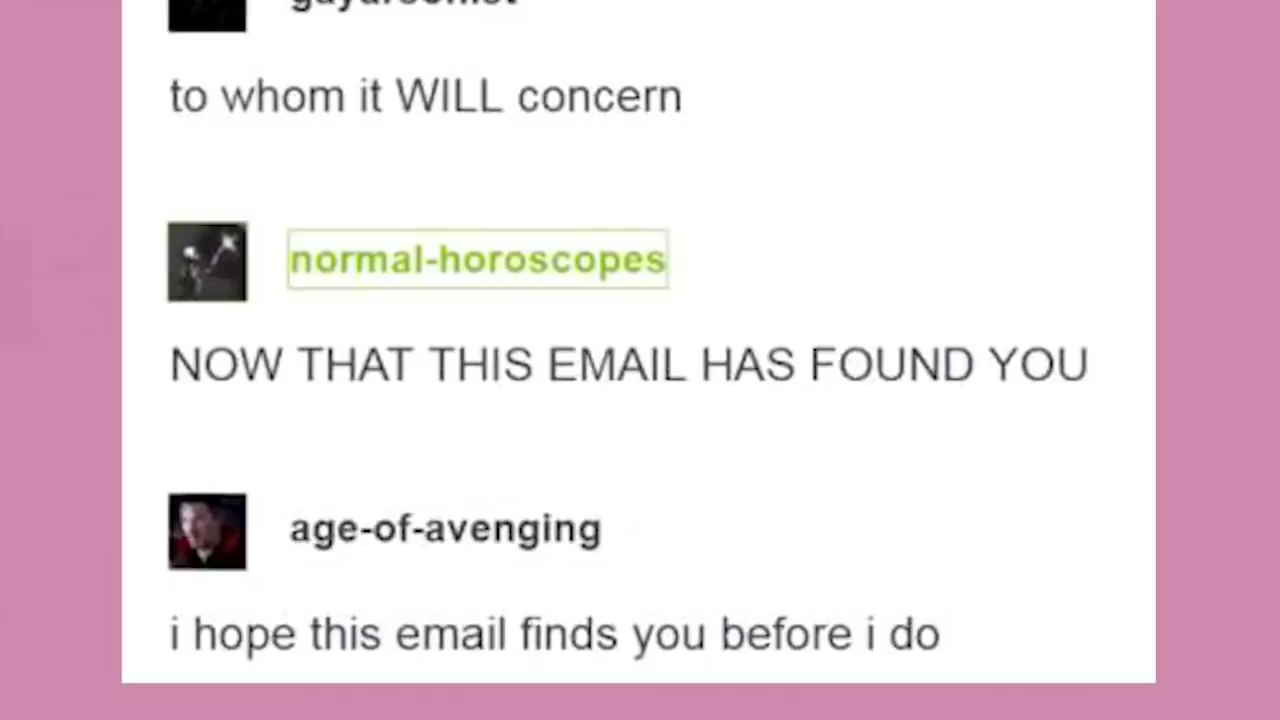 to whom it WILL concern
normal-horoscopes
NOW THAT THIS EMAIL HAS FOUND YOU
age-of-avenging
i hope this email finds you before i do